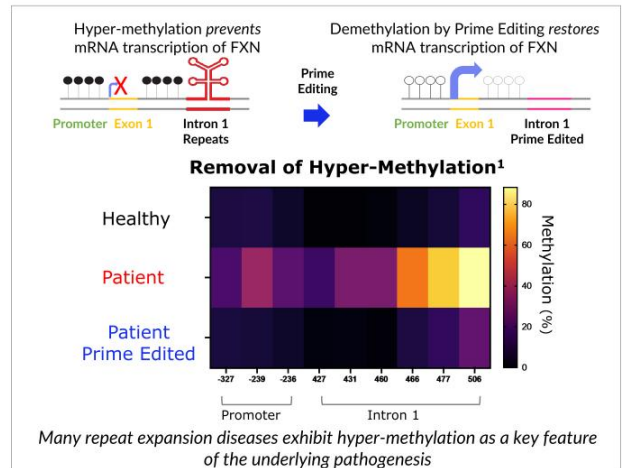 Hyper-methylation prevents
mRNA transcription of FXN
Demethylation by Prime Editing restores
mRNA transcription of FXN
X
Prime
Editing
Promoter Exon 1 Intron 1
Repeats
Promoter Exon 1 Intron 1
Prime Edited
Removal of Hyper-Methylation¹
Healthy
Patient
Patient
Prime Edited
80
60
40
20
0
Methylation (%)
-327 -239 -236 427 431 460 466 477 506
Promoter Intron 1
Many repeat expansion diseases exhibit hyper-methylation as a key feature
of the underlying pathogenesis